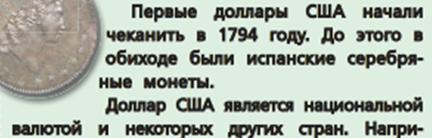 Первые доллары США начали
чеканить в 1794 году. До этого в
обиходе были испанские серебря-
ные монеты.
Доллар США является национальной
валютой и некоторых других стран. Напри-